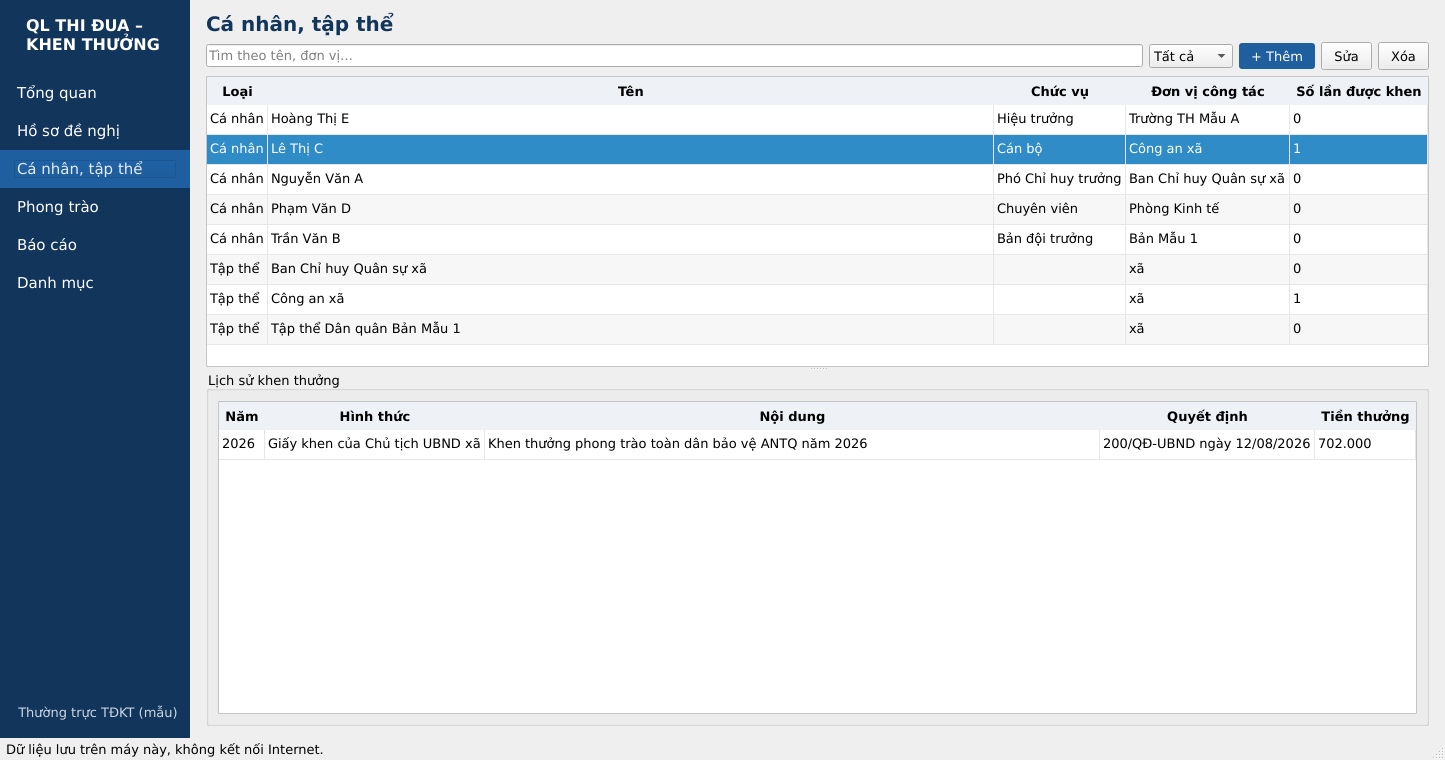 QL THI ĐUA –
KHEN THƯỞNG
Tổng quan
Hồ sơ đề nghị
Cá nhân, tập thể
Phong trào
Báo cáo
Danh mục
Thường trực TĐKT (mẫu)
Cá nhân, tập thể
Tìm theo tên, đơn vị... Tất cả + Thêm Sửa Xóa
Loại Tên Chức vụ Đơn vị công tác Số lần được khen
Cá nhân Hoàng Thị E Hiệu trưởng Trường TH Mẫu A 0
Cá nhân Lê Thị C Cán bộ Công an xã 1
Cá nhân Nguyễn Văn A Phó Chỉ huy trưởng Ban Chỉ huy Quân sự xã 0
Cá nhân Phạm Văn D Chuyên viên Phòng Kinh tế 0
Cá nhân Trần Văn B Bản đội trưởng Bản Mẫu 1 0
Tập thể Ban Chỉ huy Quân sự xã xã 0
Tập thể Công an xã xã 1
Tập thể Tập thể Dân quân Bản Mẫu 1 xã 0
Lịch sử khen thưởng
Năm Hình thức Nội dung Quyết định Tiền thưởng
2026 Giấy khen của Chủ tịch UBND xã Khen thưởng phong trào toàn dân bảo vệ ANTQ năm 2026 200/QĐ-UBND ngày 12/08/2026 702.000
Dữ liệu lưu trên máy này, không kết nối Internet.